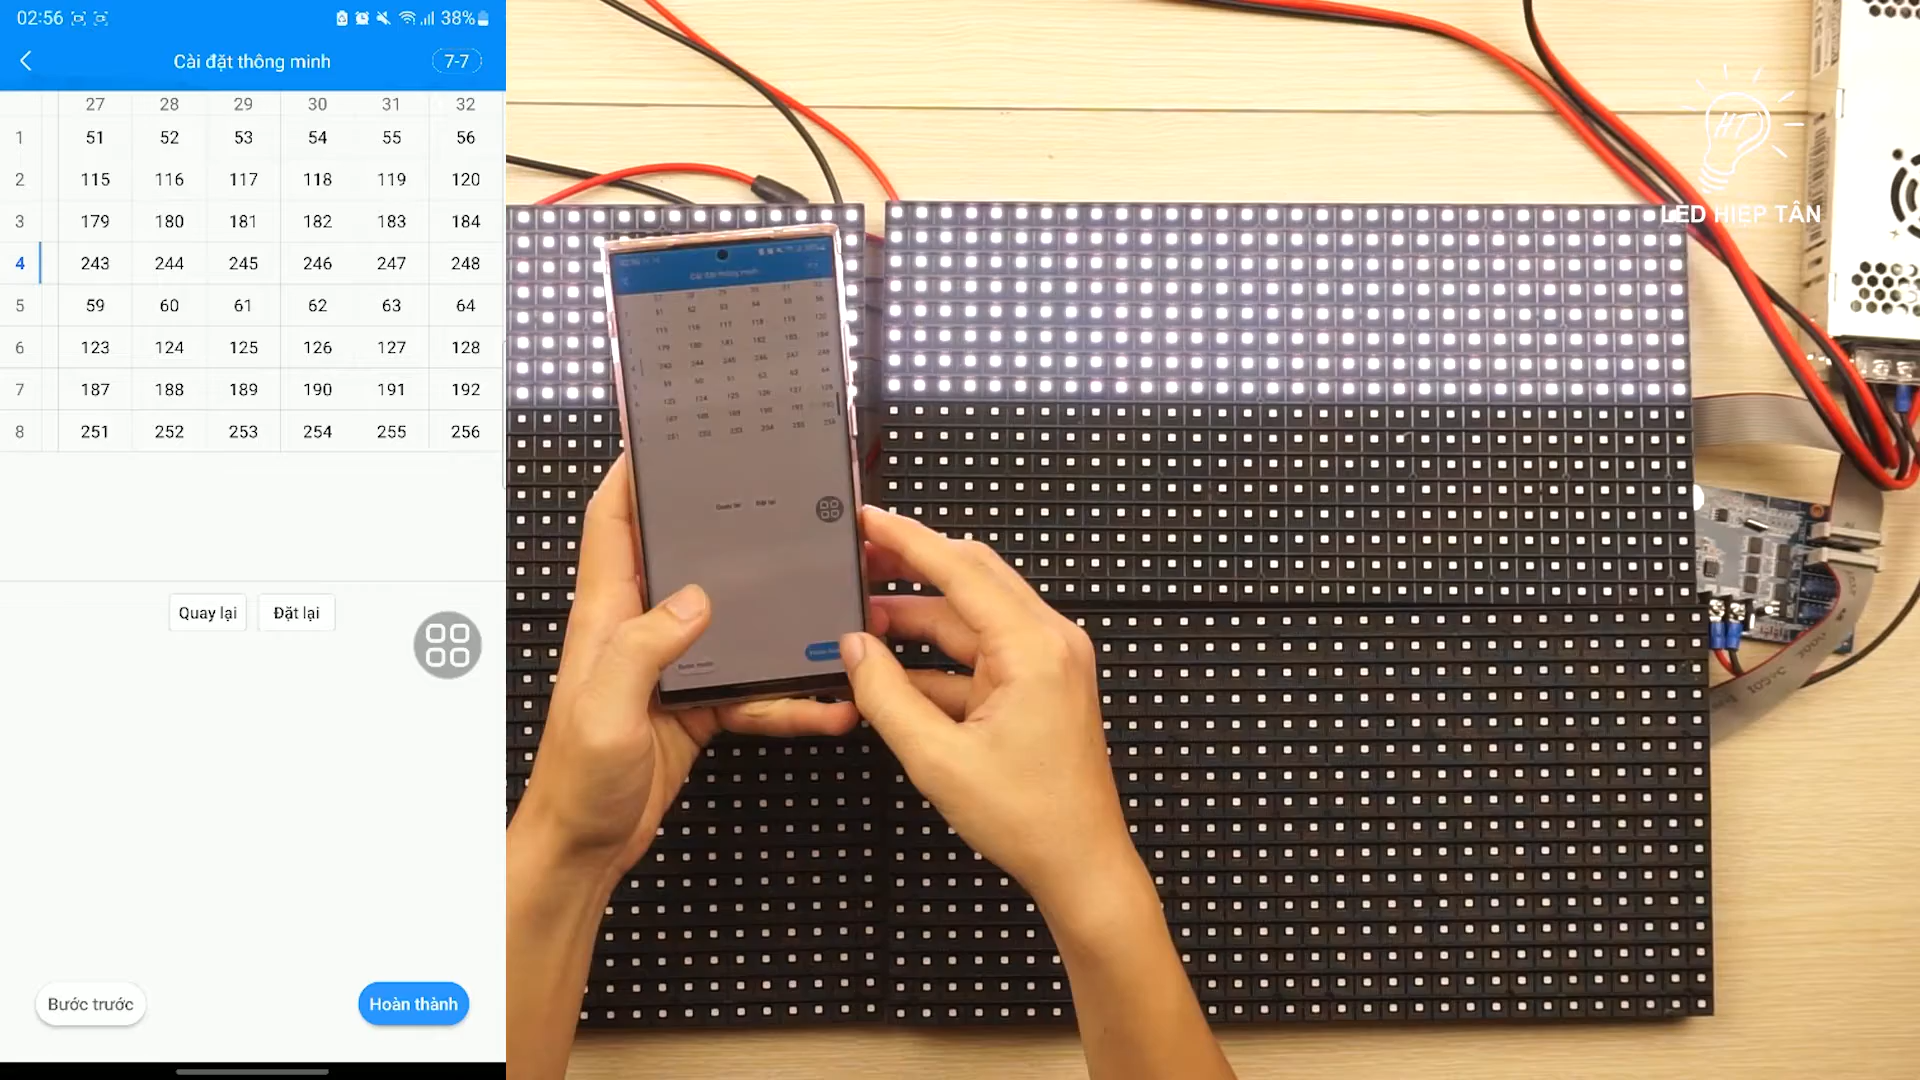 02:56 38%
Cài đặt thông minh 7-7
27 28 29 30 31 32
1 51 52 53 54 55 56
2 115 116 117 118 119 120
3 179 180 181 182 183 184
4 243 244 245 246 247 248
5 59 60 61 62 63 64
6 123 124 125 126 127 128
7 187 188 189 190 191 192
8 251 252 253 254 255 256
Quay lại Đặt lại
Bước trước Hoàn thành
HT
LED HIỆP TÂN